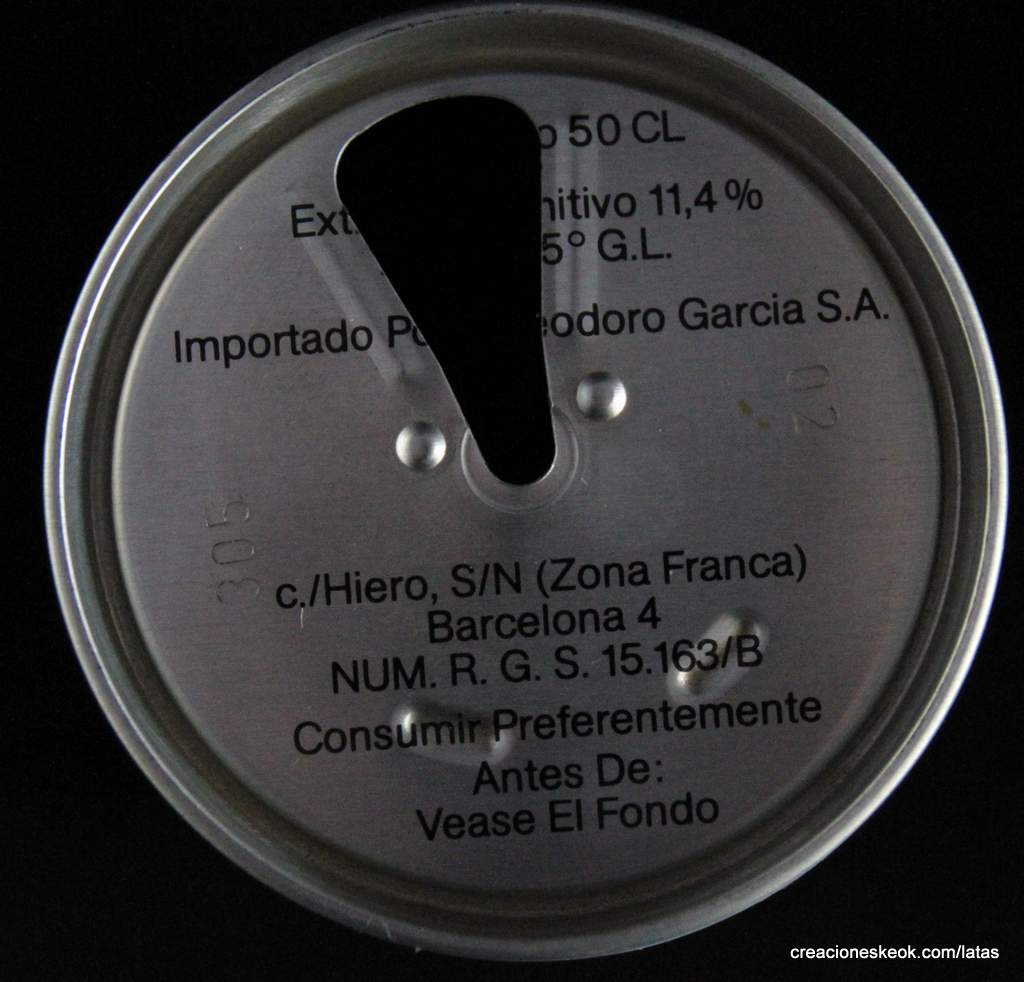 50 CL
Ext. nitivo 11,4 %
5° G.L.
Importado Po eodoro Garcia S.A.
02
305
c./Hiero, S/N (Zona Franca)
Barcelona 4
NUM. R. G. S. 15.163/B
Consumir Preferentemente
Antes De:
Vease El Fondo
creacioneskeok.com/latas